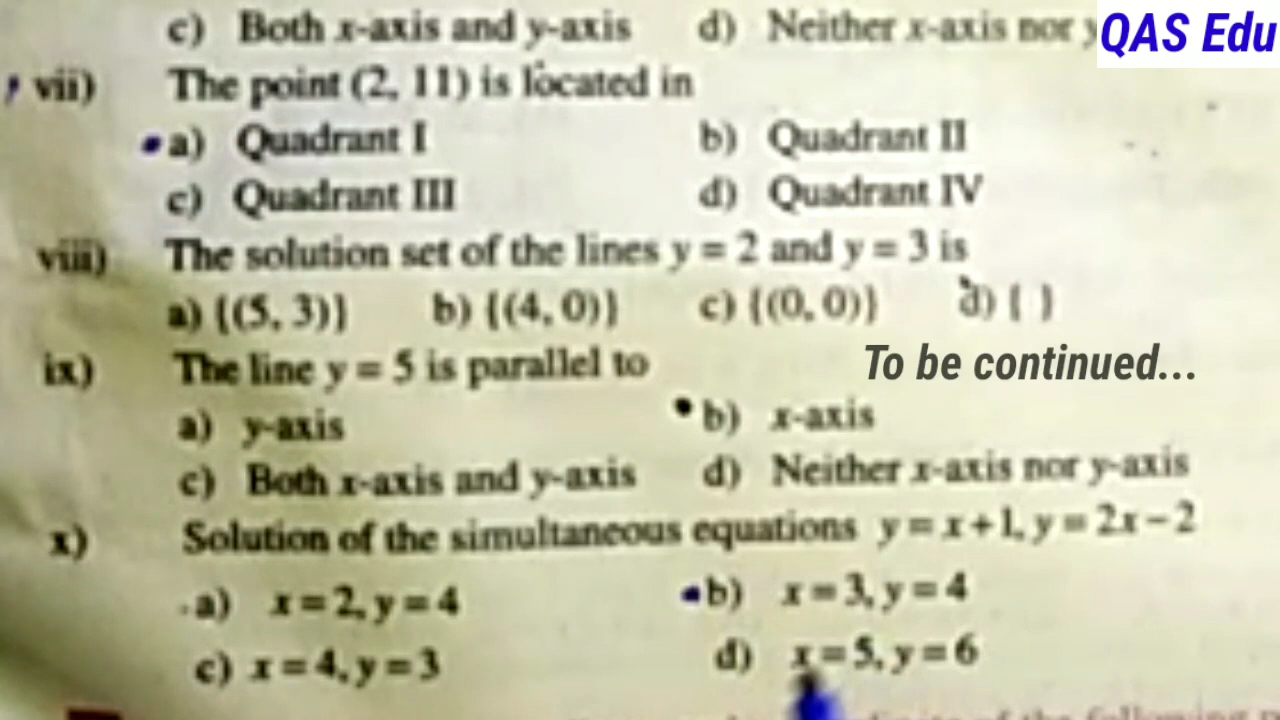 c) Both x-axis and y-axis d) Neither x-axis nor y
QAS Edu
vii) The point (2, 11) is located in
a) Quadrant I b) Quadrant II
c) Quadrant III d) Quadrant IV
viii) The solution set of the lines y = 2 and y = 3 is
a) {(5, 3)} b) {(4, 0)} c) {(0, 0)} d) { }
ix) The line y = 5 is parallel to
To be continued...
a) y-axis b) x-axis
c) Both x-axis and y-axis d) Neither x-axis nor y-axis
x) Solution of the simultaneous equations y = x+1, y = 2x-2
a) x=2, y=4 b) x=3, y=4
c) x=4, y=3 d) x=5, y=6
of the following